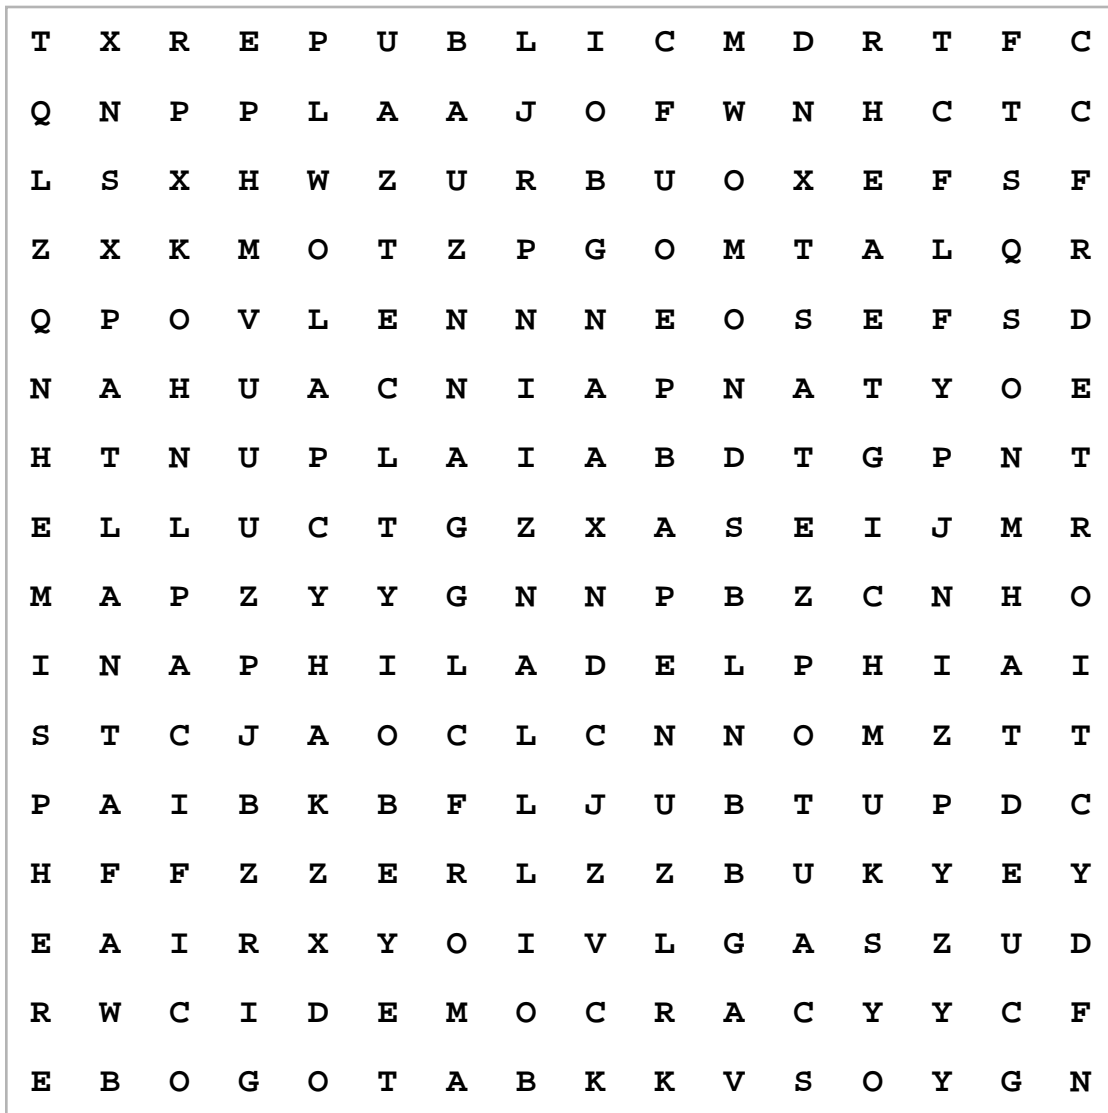 T X R E P U B L I C M D R T F C
Q N P P L A A J O F W N H C T C
L S X H W Z U R B U O X E F S F
Z X K M O T Z P G O M T A L Q R
Q P O V L E N N N E O S E F S D
N A H U A C N I A P N A T Y O E
H T N U P L A I A B D T G P N T
E L L U C T G Z X A S E I J M R
M A P Z Y Y G N N P B Z C N H O
I N A P H I L A D E L P H I A I
S T C J A O C L C N N O M Z T T
P A I B K B F L J U B T U P D C
H F F Z Z E R L Z Z B U K Y E Y
E A I R X Y O I V L G A S Z U D
R W C I D E M O C R A C Y Y C F
E B O G O T A B K K V S O Y G N